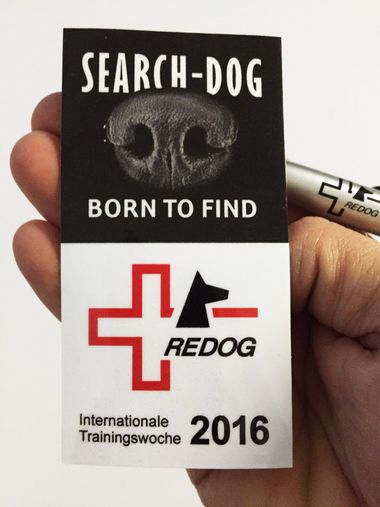 SEARCH-DOG
BORN TO FIND
REDOG
REDOG
Internationale
Trainingswoche 2016